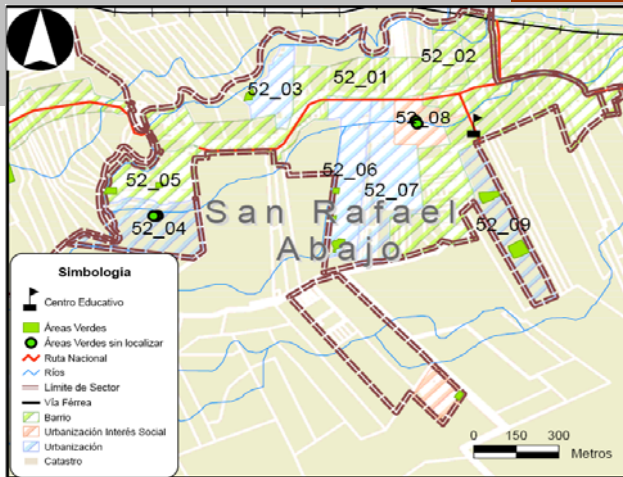 52_02
52_01
52_03
52_08
52_05
52_06
52_07
52_04
52_09
San Rafael
Abajo
Simbología
Centro Educativo
Áreas Verdes
Áreas Verdes sin localizar
Ruta Nacional
Ríos
Límite de Sector
Vía Férrea
Barrio
Urbanización Interés Social
Urbanización
Catastro
0 150 300
Metros